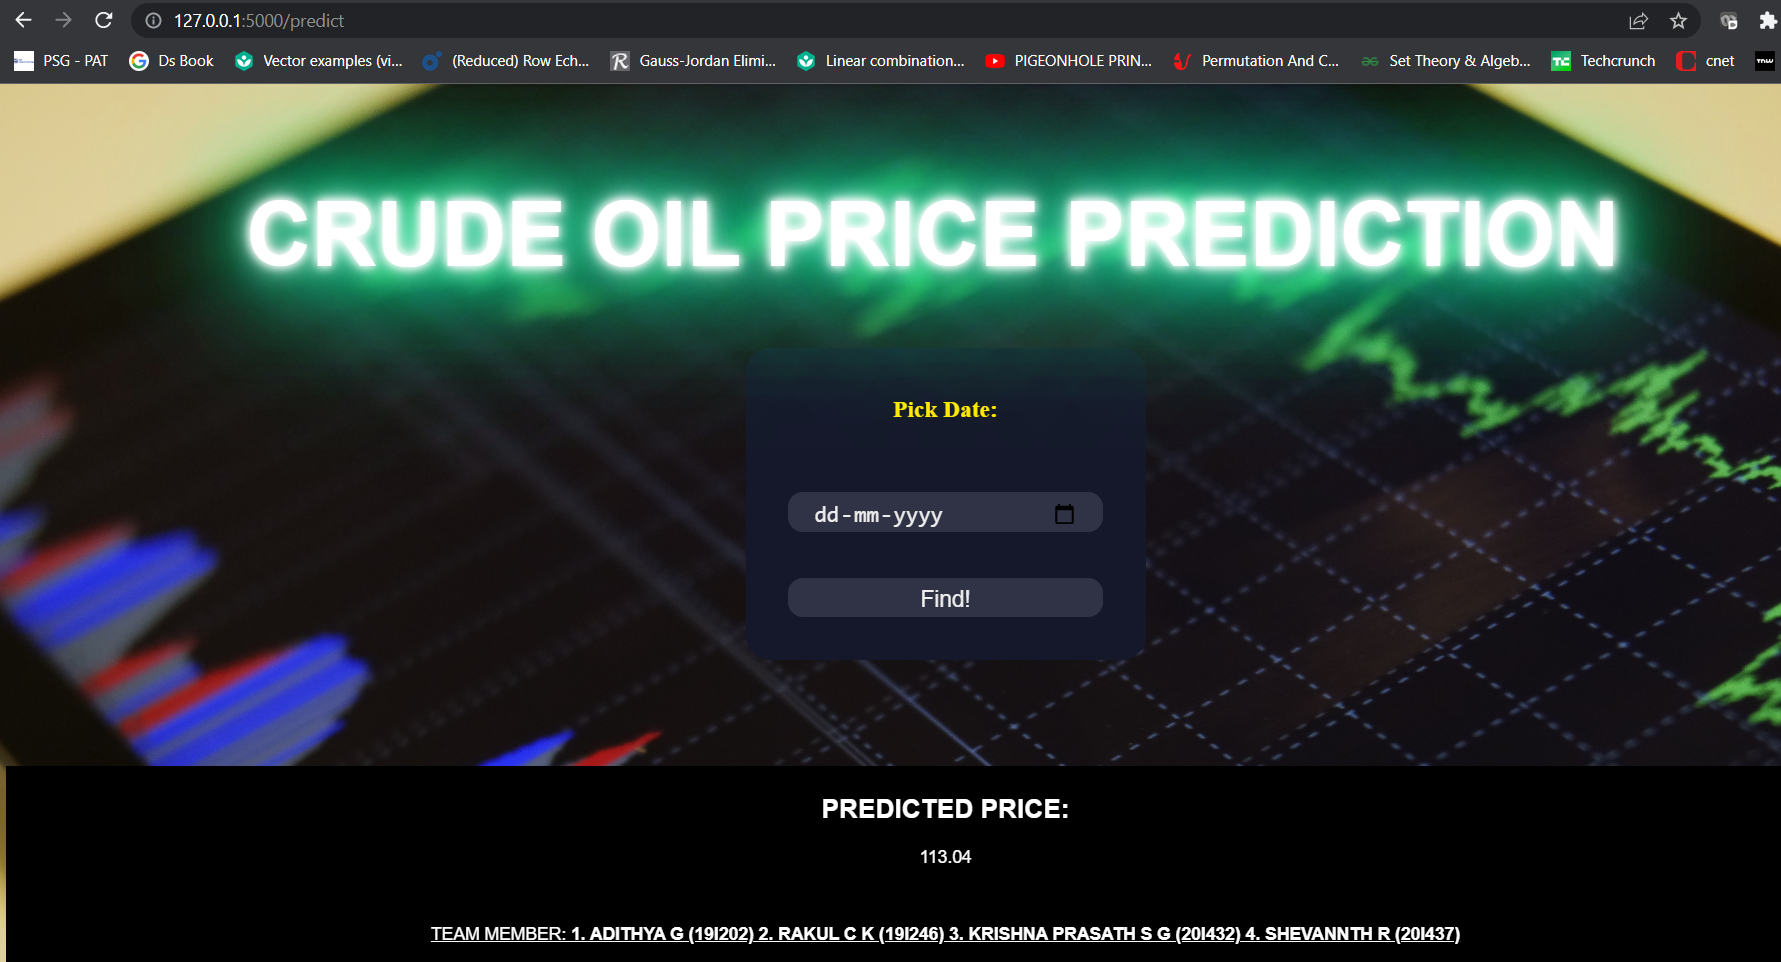 127.0.0.1:5000/predict
PSG - PAT Ds Book Vector examples (vi... (Reduced) Row Ech... Gauss-Jordan Elimi... Linear combination... PIGEONHOLE PRIN... Permutation And C... Set Theory & Algeb... Techcrunch cnet
CRUDE OIL PRICE PREDICTION
Pick Date:
dd-mm-yyyy
Find!
PREDICTED PRICE:
113.04
TEAM MEMBER: 1. ADITHYA G (19I202) 2. RAKUL C K (19I246) 3. KRISHNA PRASATH S G (20I432) 4. SHEVANNTH R (20I437)